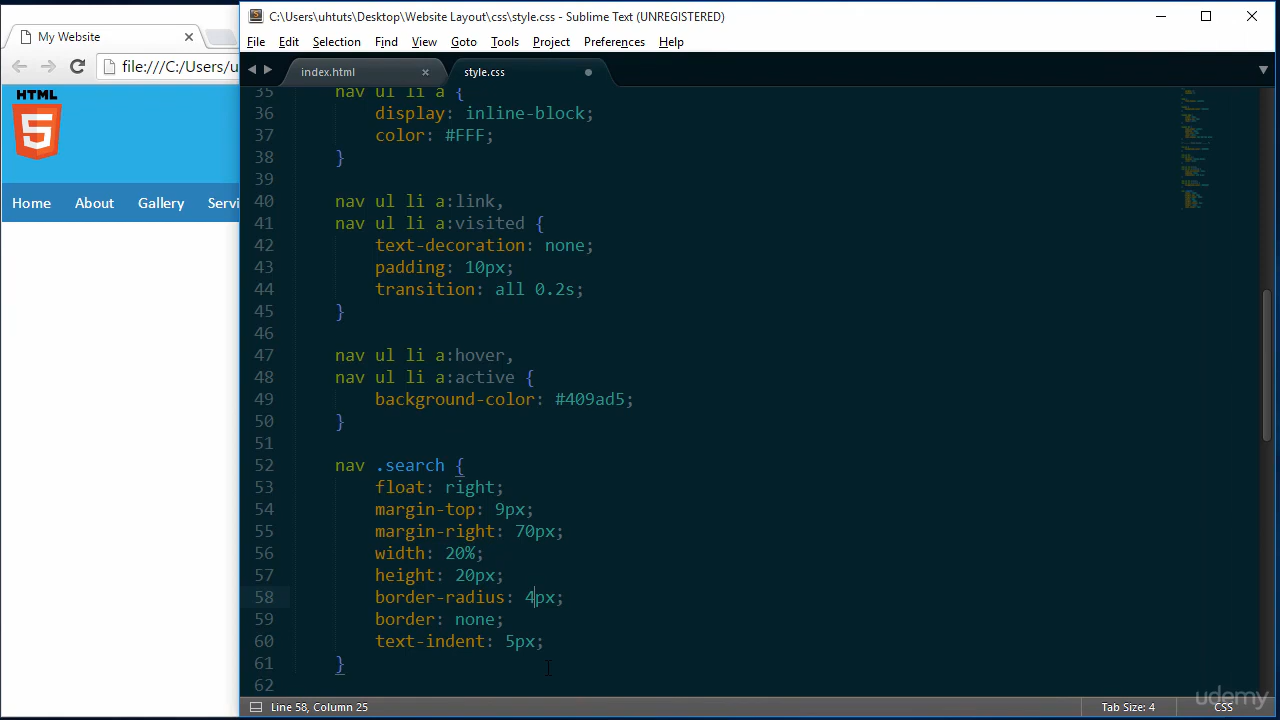 C:\Users\uhtuts\Desktop\Website Layout\css\style.css - Sublime Text (UNREGISTERED)
My Website
File Edit Selection Find View Goto Tools Project Preferences Help
file:///C:/Users/u
index.html
style.css
HTML
5
Home About Gallery Servi
35 nav ul li a {
36 display: inline-block;
37 color: #FFF;
38 }
39
40 nav ul li a:link,
41 nav ul li a:visited {
42 text-decoration: none;
43 padding: 10px;
44 transition: all 0.2s;
45 }
46
47 nav ul li a:hover,
48 nav ul li a:active {
49 background-color: #409ad5;
50 }
51
52 nav .search {
53 float: right;
54 margin-top: 9px;
55 margin-right: 70px;
56 width: 20%;
57 height: 20px;
58 border-radius: 4px;
59 border: none;
60 text-indent: 5px;
61 }
62
Line 58, Column 25
Tab Size: 4
CSS
udemy